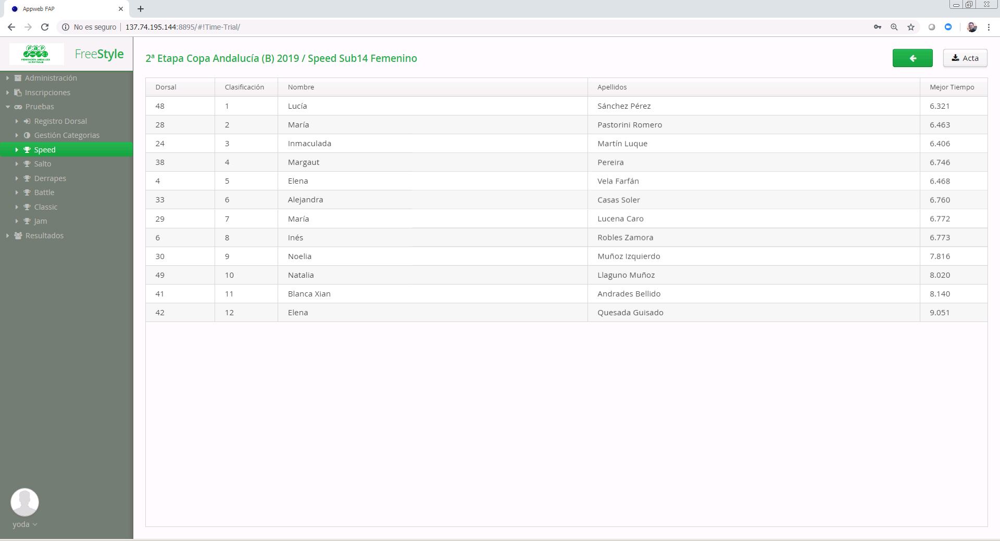 Appweb FAP
No es seguro 137.74.195.144:8895/#!Time-Trial/
FAP
FEDERACIÓN ANDALUZA
DE PATINAJE
FreeStyle
Administración
Inscripciones
Pruebas
Registro Dorsal
Gestión Categorias
Speed
Salto
Derrapes
Battle
Classic
Jam
Resultados
yoda
2ª Etapa Copa Andalucía (B) 2019 / Speed Sub14 Femenino
Acta
Dorsal Clasificación Nombre Apellidos Mejor Tiempo
48 1 Lucía Sánchez Pérez 6.321
28 2 María Pastorini Romero 6.463
24 3 Inmaculada Martín Luque 6.406
38 4 Margaut Pereira 6.746
4 5 Elena Vela Farfán 6.468
33 6 Alejandra Casas Soler 6.760
29 7 María Lucena Caro 6.772
6 8 Inés Robles Zamora 6.773
30 9 Noelia Muñoz Izquierdo 7.816
49 10 Natalia Llaguno Muñoz 8.020
41 11 Blanca Xian Andrades Bellido 8.140
42 12 Elena Quesada Guisado 9.051